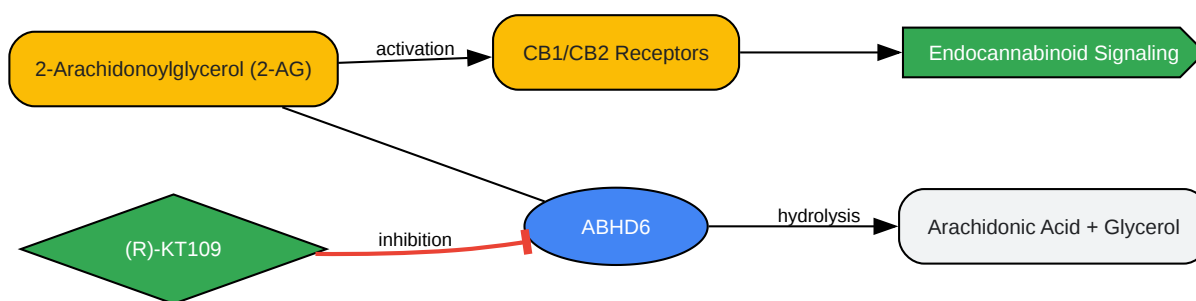 2-Arachidonoylglycerol (2-AG)
activation
CB1/CB2 Receptors
Endocannabinoid Signaling
(R)-KT109
inhibition
ABHD6
hydrolysis
Arachidonic Acid + Glycerol